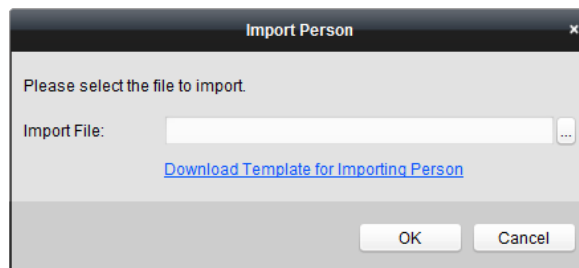 Import Person
×
Please select the file to import.
Import File:
...
Download Template for Importing Person
OK Cancel